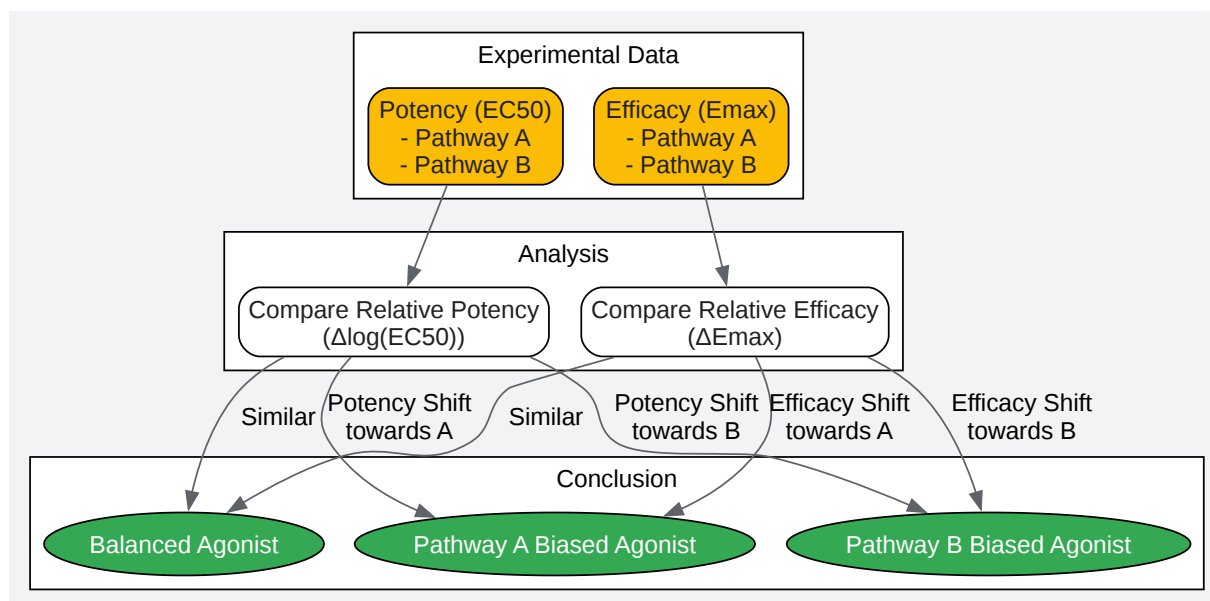 Experimental Data
Potency (EC50)
- Pathway A
- Pathway B
Efficacy (Emax)
- Pathway A
- Pathway B
Analysis
Compare Relative Potency
(Δlog(EC50))
Compare Relative Efficacy
(ΔEmax)
Similar
Potency Shift
towards A
Similar
Potency Shift
towards B
Efficacy Shift
towards A
Efficacy Shift
towards B
Conclusion
Balanced Agonist
Pathway A Biased Agonist
Pathway B Biased Agonist